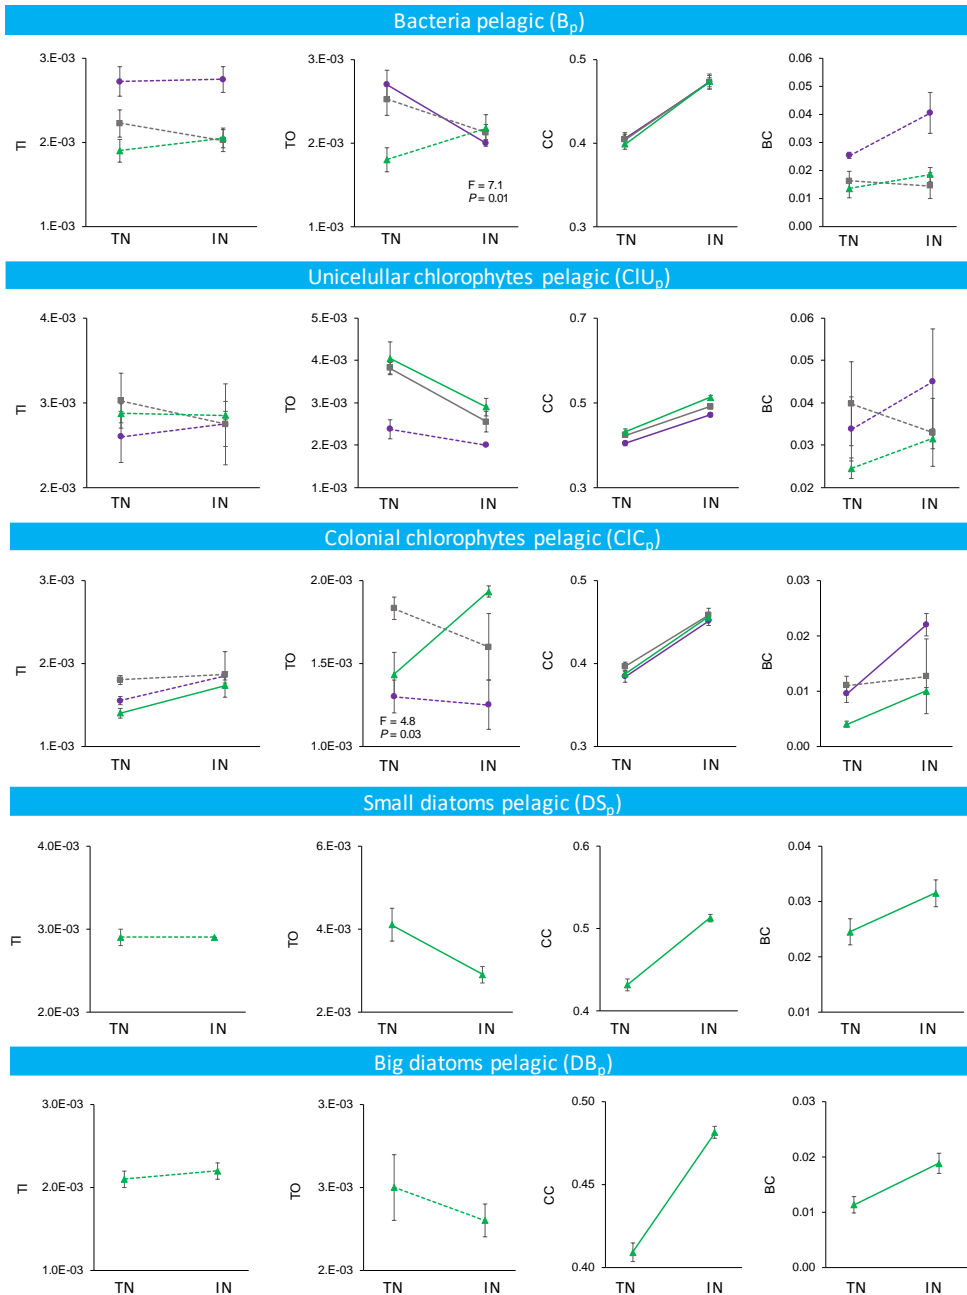 Bacteria pelagic (Bp)
3.E-03
2.E-03
1.E-03
TI
TN IN
3.E-03
2.E-03
1.E-03
TO
F = 7.1
P = 0.01
TN IN
0.5
0.4
0.3
CC
TN IN
0.06
0.05
0.04
0.03
0.02
0.01
0.00
BC
TN IN
Unicelullar chlorophytes pelagic (ClUp)
4.E-03
3.E-03
2.E-03
TI
TN IN
5.E-03
4.E-03
3.E-03
2.E-03
1.E-03
TO
TN IN
0.7
0.5
0.3
CC
TN IN
0.06
0.05
0.04
0.03
0.02
BC
TN IN
Colonial chlorophytes pelagic (ClCp)
3.E-03
2.E-03
1.E-03
TI
TN IN
2.0E-03
1.5E-03
1.0E-03
TO
F = 4.8
P = 0.03
TN IN
0.5
0.4
0.3
CC
TN IN
0.03
0.02
0.01
0.00
BC
TN IN
Small diatoms pelagic (DSp)
4.0E-03
3.0E-03
2.0E-03
TI
TN IN
6.E-03
4.E-03
2.E-03
TO
TN IN
0.6
0.5
0.4
CC
TN IN
0.04
0.03
0.02
0.01
BC
TN IN
Big diatoms pelagic (DBp)
3.0E-03
2.0E-03
1.0E-03
TI
TN IN
3.E-03
3.E-03
2.E-03
TO
TN IN
0.50
0.45
0.40
CC
TN IN
0.03
0.02
0.01
0.00
BC
TN IN